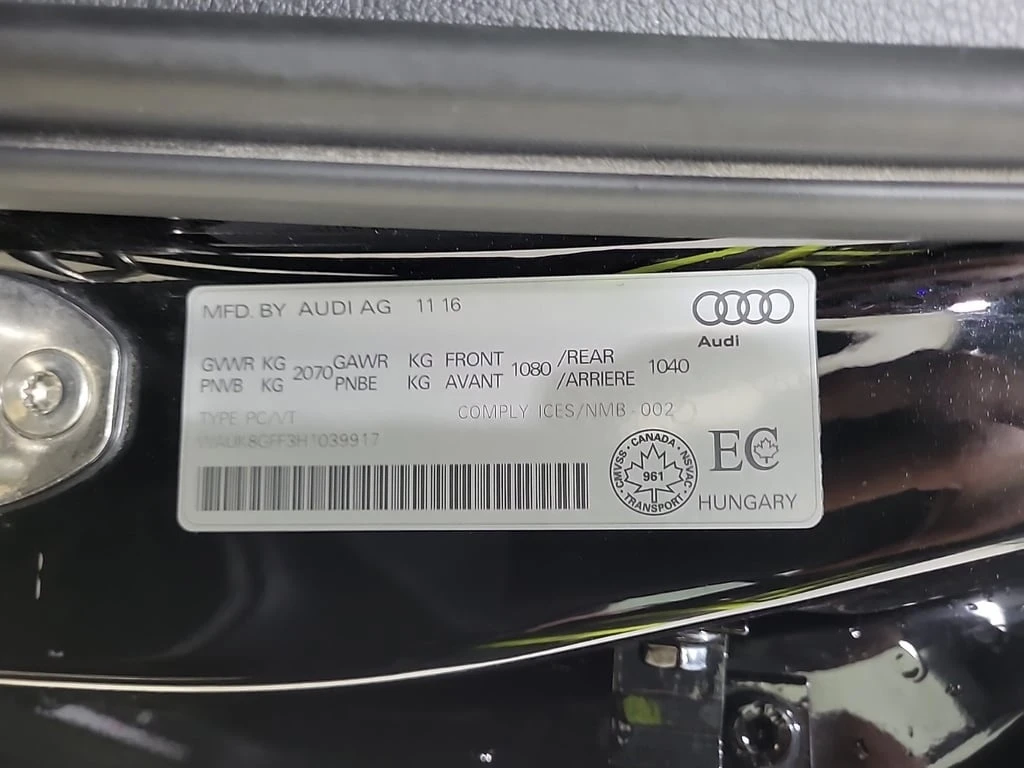 MFD. BY AUDI AG 11 16
Audi
GVWR KG 2070 GAWR KG FRONT 1080 /REAR 1040
PNVB KG PNBE KG AVANT /ARRIERE
TYPE PC/VT
COMPLY ICES/NMB-002
WAUK8GFF3H1039917
CANADA
CMVSS 961 NSVAC
TRANSPORT
EC
HUNGARY